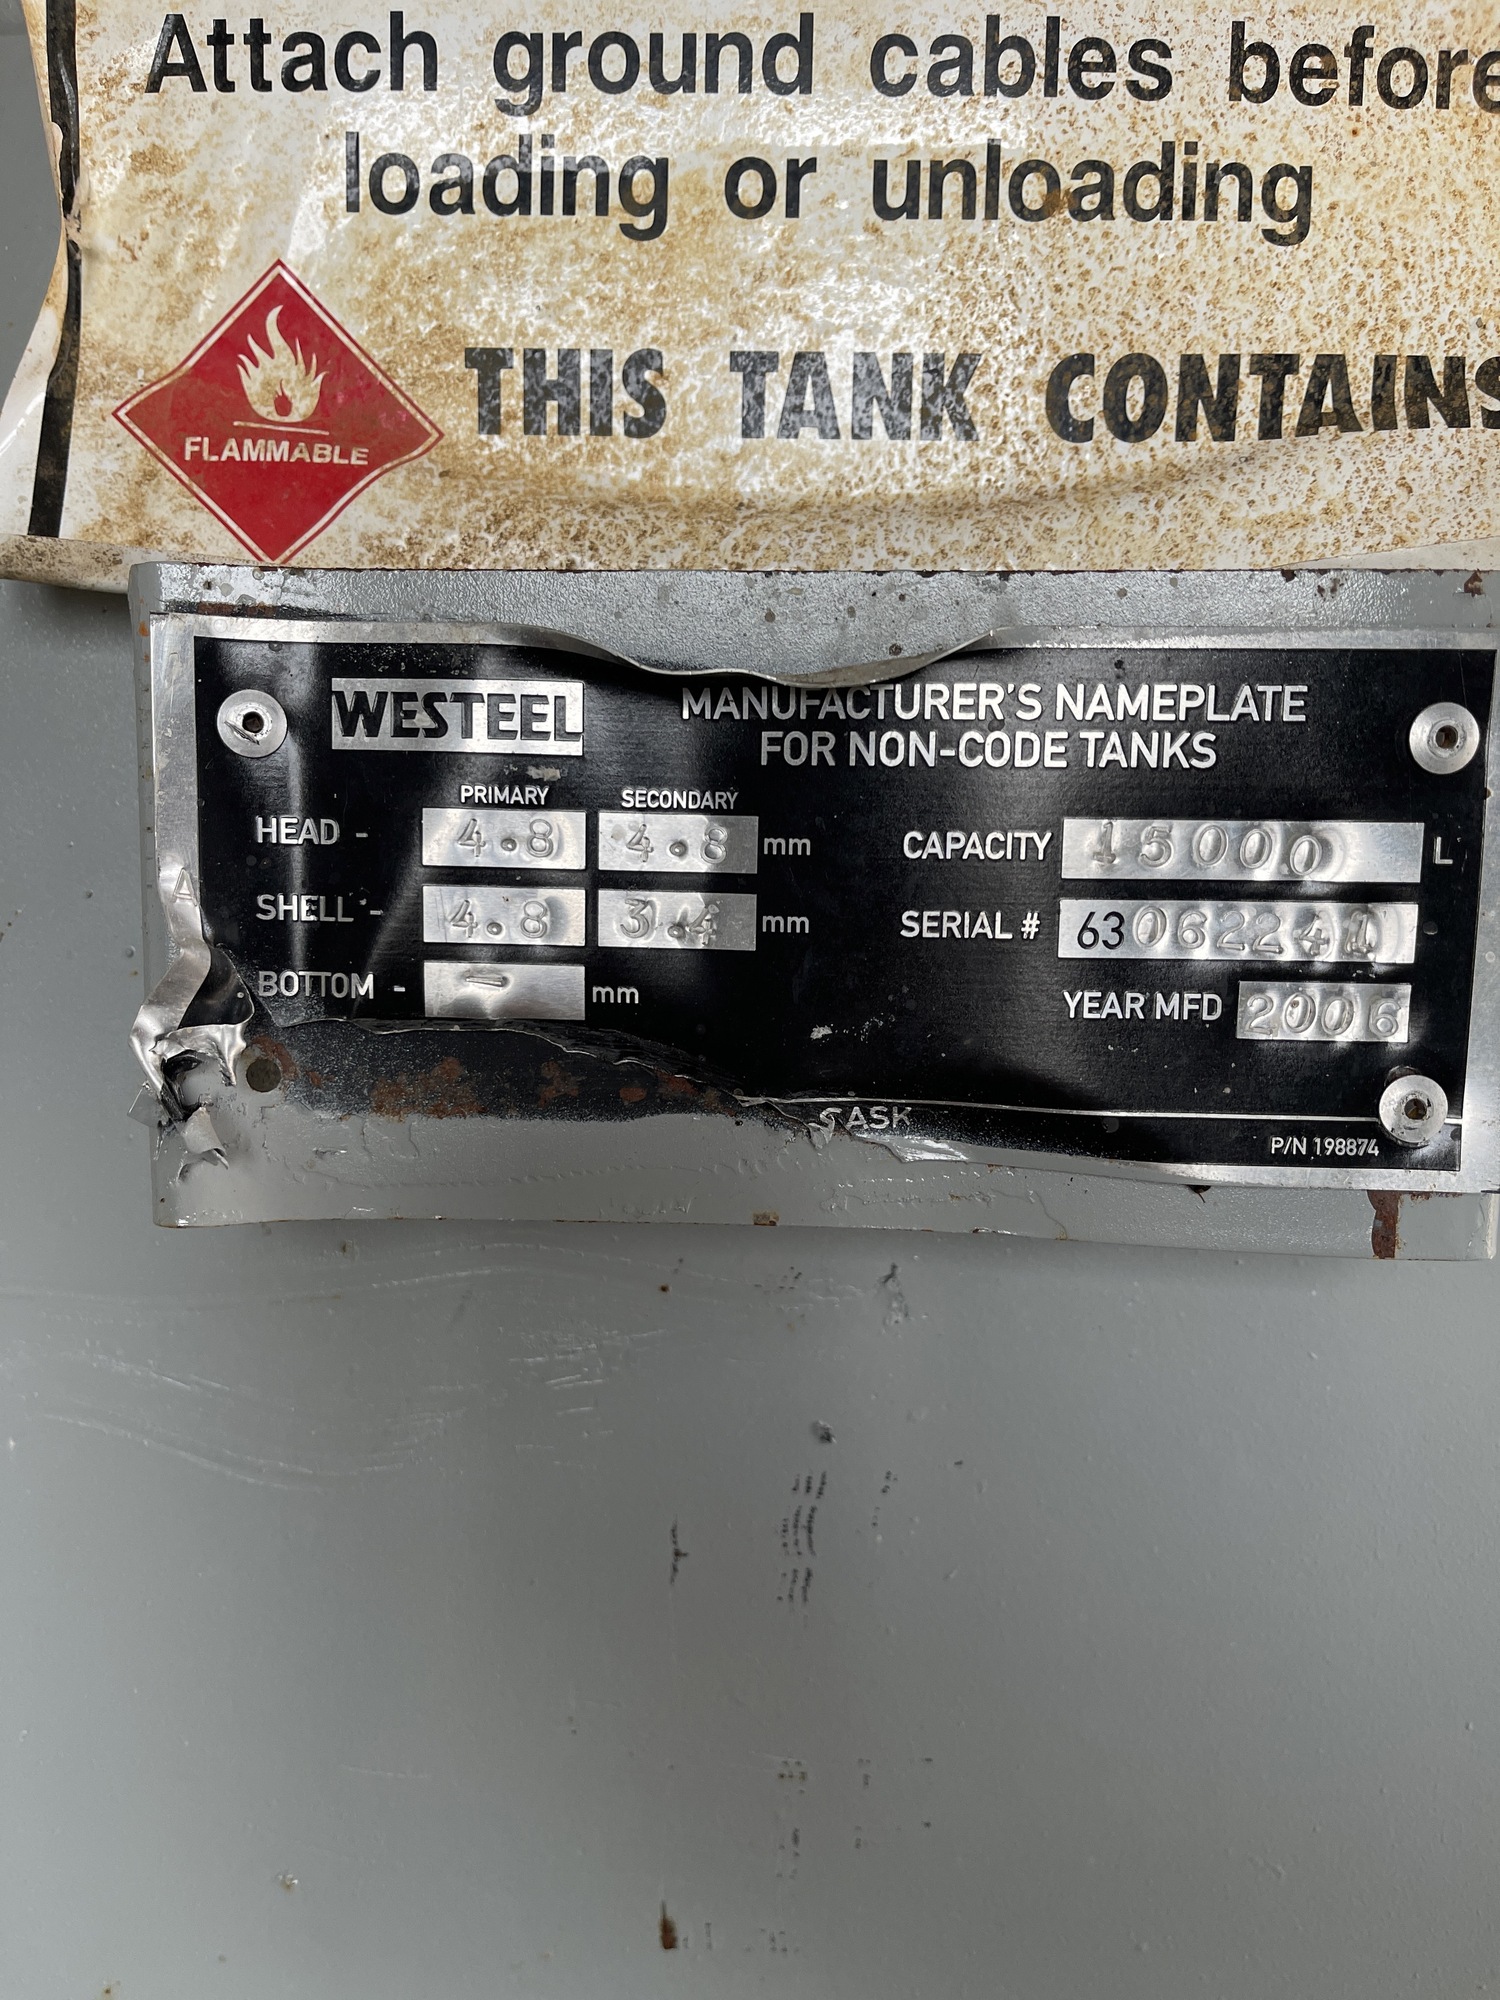 Attach ground cables before
loading or unloading
FLAMMABLE
THIS TANK CONTAINS
WESTEEL
MANUFACTURER'S NAMEPLATE
FOR NON-CODE TANKS
PRIMARY SECONDARY
HEAD - 4.8 4.8 mm
SHELL - 4.8 3.4 mm
BOTTOM - - mm
CAPACITY 15000 L
SERIAL # 63062241
YEAR MFD 2006
SASK
P/N 198874